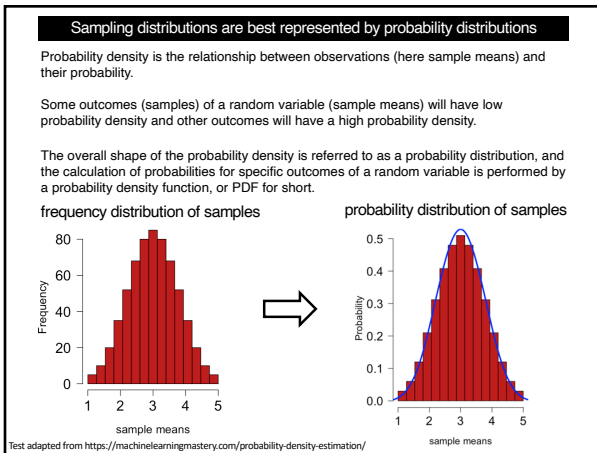 Sampling distributions are best represented by probability distributions
Probability density is the relationship between observations (here sample means) and
their probability.
Some outcomes (samples) of a random variable (sample means) will have low
probability density and other outcomes will have a high probability density.
The overall shape of the probability density is referred to as a probability distribution, and
the calculation of probabilities for specific outcomes of a random variable is performed by
a probability density function, or PDF for short.
frequency distribution of samples
80
60
40
20
0
Frequency
1 2 3 4 5
sample means
probability distribution of samples
0.5
0.4
0.3
0.2
0.1
0.0
Probability
1 2 3 4 5
sample means
Test adapted from https://machinelearningmastery.com/probability-density-estimation/